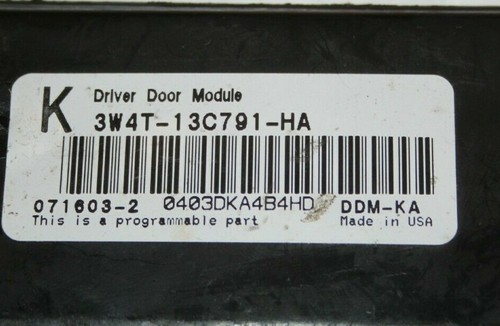 K Driver Door Module
3W4T-13C791-HA
071603-2 0403DKA4B4HD DDM-KA
This is a programmable part Made in USA